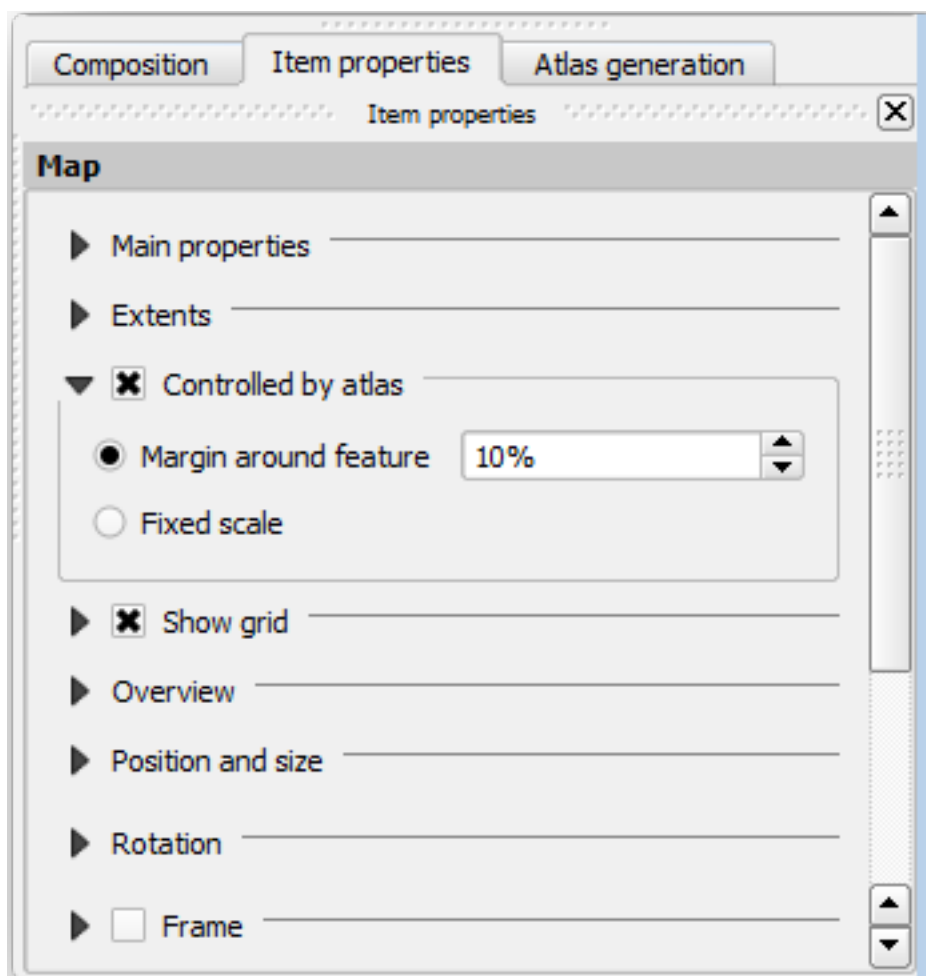 Composition Item properties Atlas generation
Item properties
Map
Main properties
Extents
Controlled by atlas
Margin around feature 10%
Fixed scale
Show grid
Overview
Position and size
Rotation
Frame